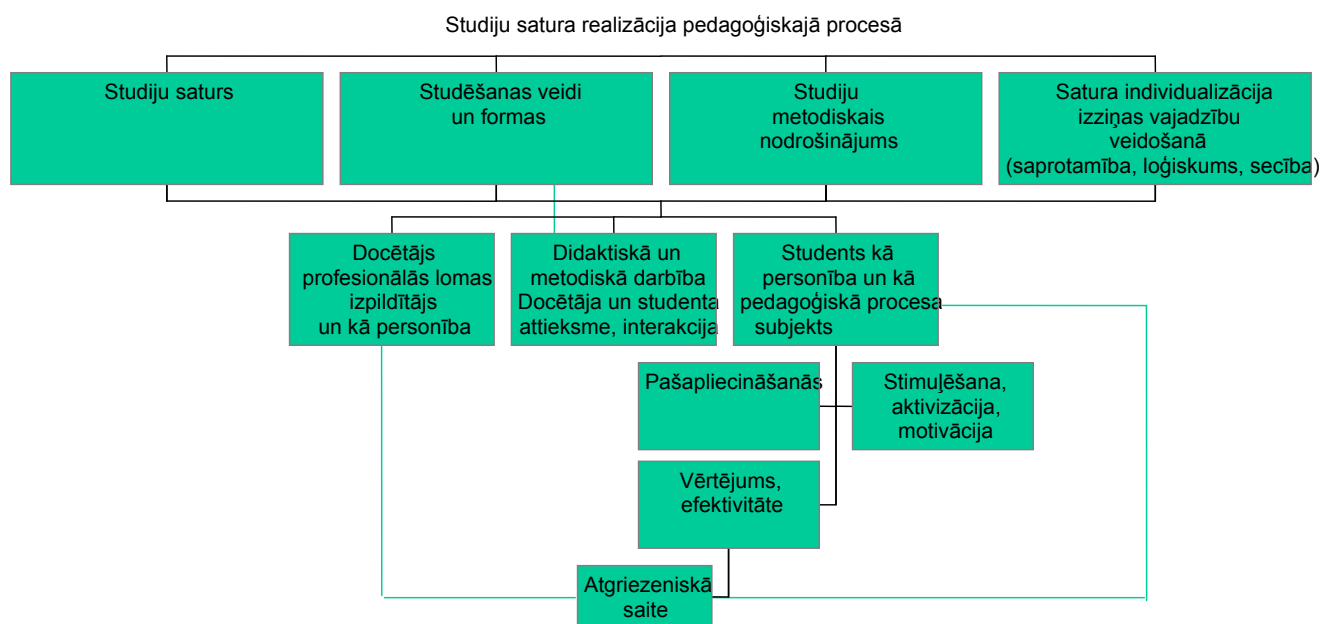 Studiju satura realizācija pedagoģiskajā procesā
Studiju saturs
Studēšanas veidi
un formas
Studiju
metodiskais
nodrošinājums
Satura individualizācija
izziņas vajadzību
veidošanā
(saprotamība, loģiskums, secība)
Docētājs
profesionālās lomas
izpildītājs
un kā personība
Didaktiskā un
metodiskā darbība
Docētāja un studenta
attieksme, interakcija
Students kā
personība un kā
pedagoģiskā procesa
subjekts
Pašapliecināšanās
Stimuļēšana,
aktivizācija,
motivācija
Vērtējums,
efektivitāte
Atgriezeniskā
saite